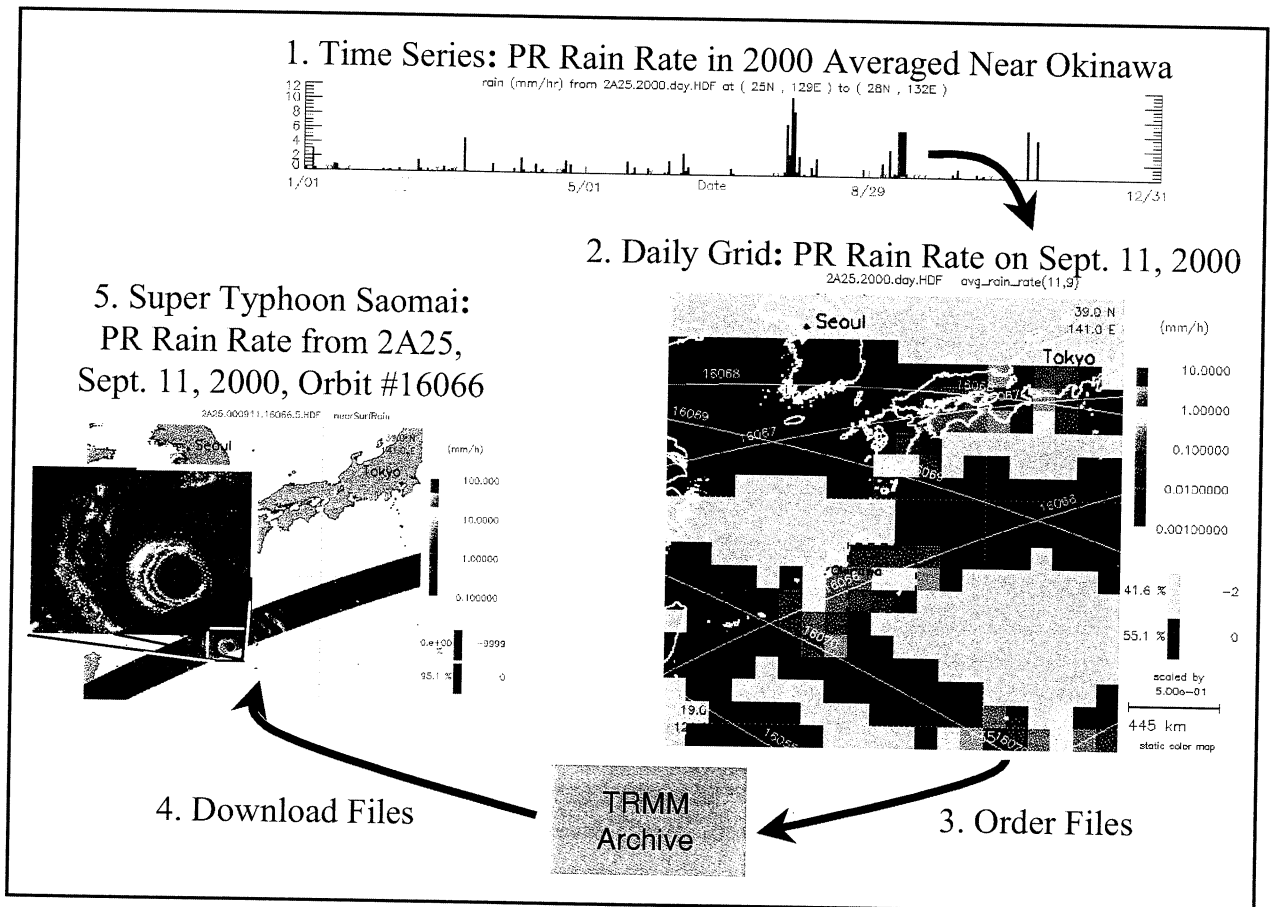 1. Time Series: PR Rain Rate in 2000 Averaged Near Okinawa
rain (mm/hr) from 2A25.2000.day.HDF at ( 25N , 129E ) to ( 28N , 132E )
12
10
8
6
4
2
0
1/01
5/01
Date
8/29
12/31
2. Daily Grid: PR Rain Rate on Sept. 11, 2000
2A25.2000.day.HDF avg_rain_rate(11,9)
Seoul
39.0 N
141.0 E
Tokyo
16068
16069
16067
16068
(mm/h)
10.0000
1.00000
0.100000
0.0100000
0.00100000
41.6 % -2
55.1 % 0
scaled by
5.00e-01
445 km
static color map
19.0
5. Super Typhoon Saomai:
PR Rain Rate from 2A25,
Sept. 11, 2000, Orbit #16066
2A25.000911.16066.5.HDF nearSurfRain
Seoul
Tokyo
(mm/h)
100.000
10.0000
1.00000
0.100000
0.e+00 % -9999
95.1 % 0
4. Download Files
TRMM
Archive
3. Order Files